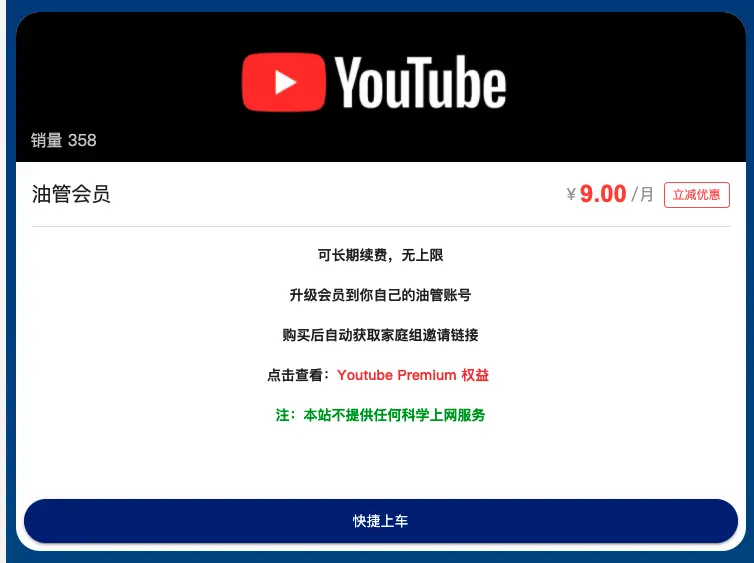 YouTube
销量 358
油管会员
¥ 9.00 /月 立减优惠
可长期续费，无上限
升级会员到你自己的油管账号
购买后自动获取家庭组邀请链接
点击查看：Youtube Premium 权益
注：本站不提供任何科学上网服务
快捷上车